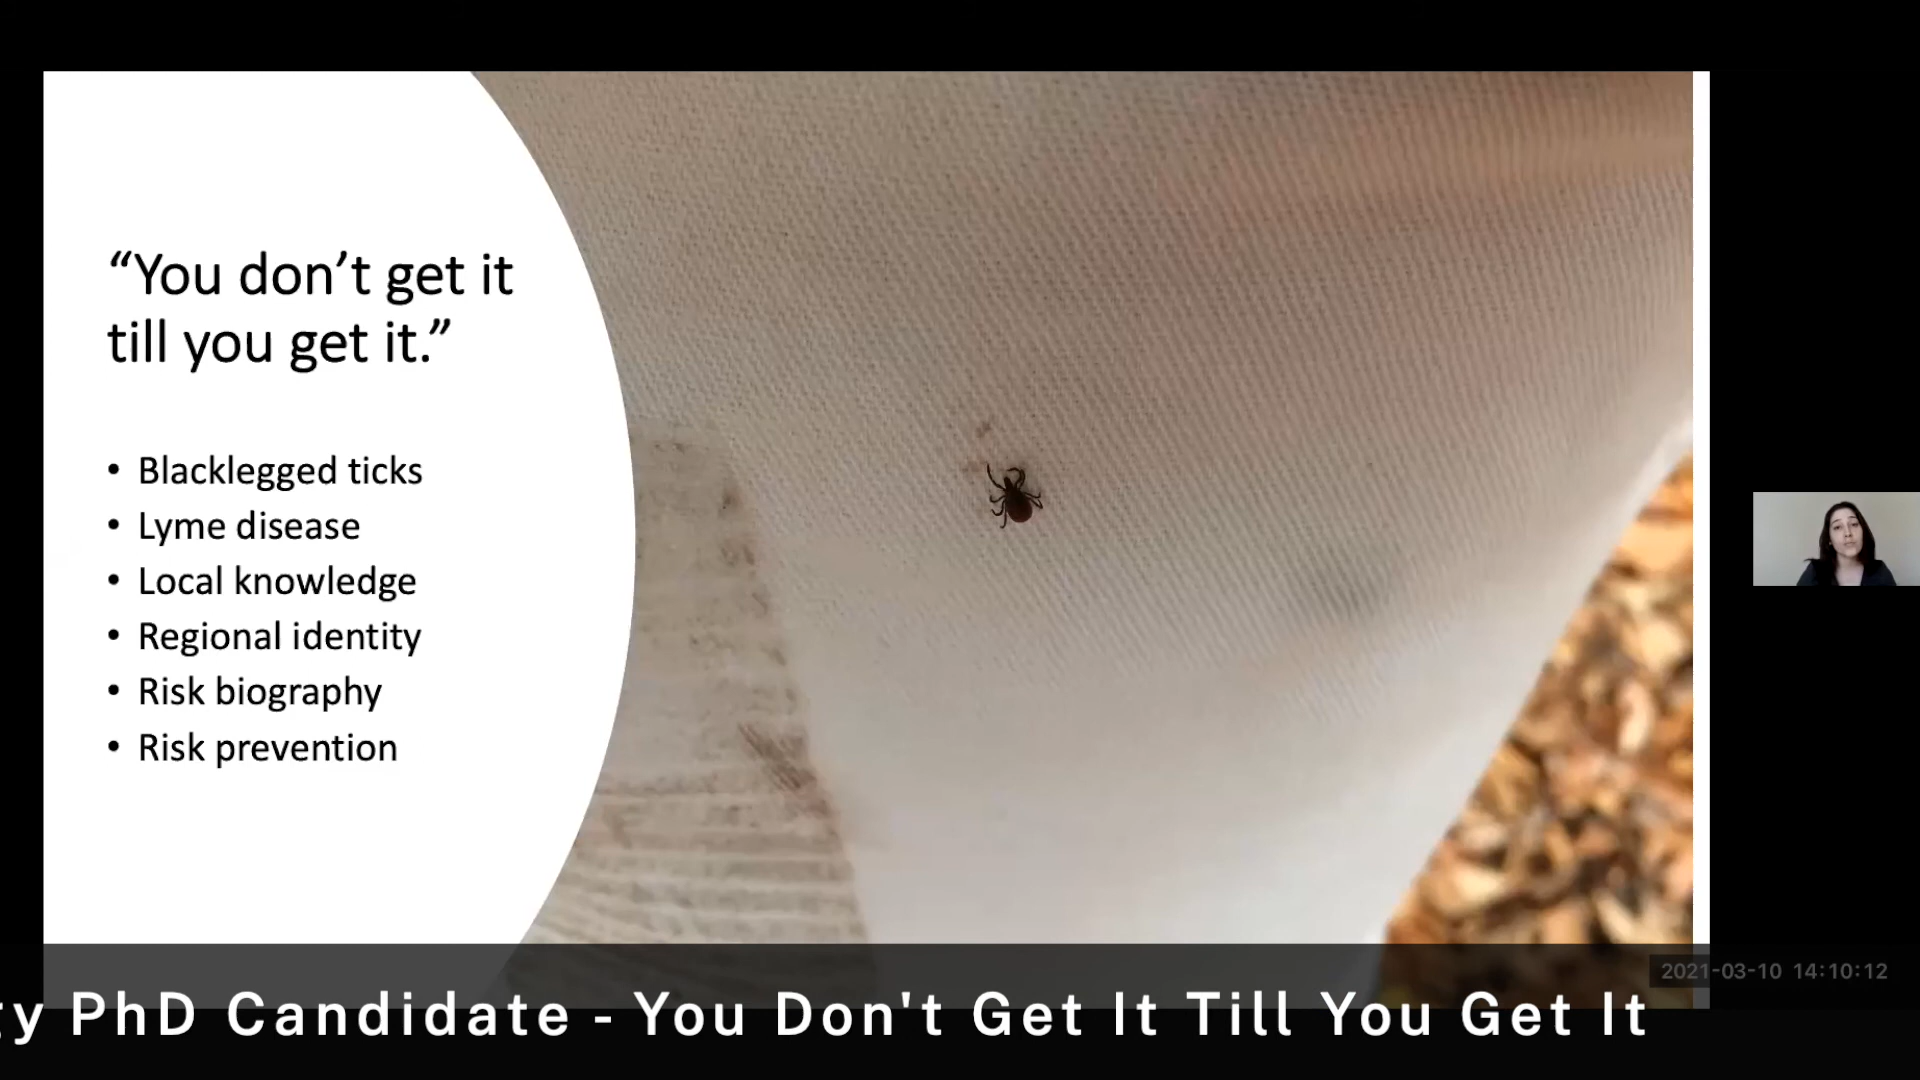 “You don’t get it
till you get it.”
• Blacklegged ticks
• Lyme disease
• Local knowledge
• Regional identity
• Risk biography
• Risk prevention
2021-03-10 14:10:12
gy PhD Candidate - You Don't Get It Till You Get It